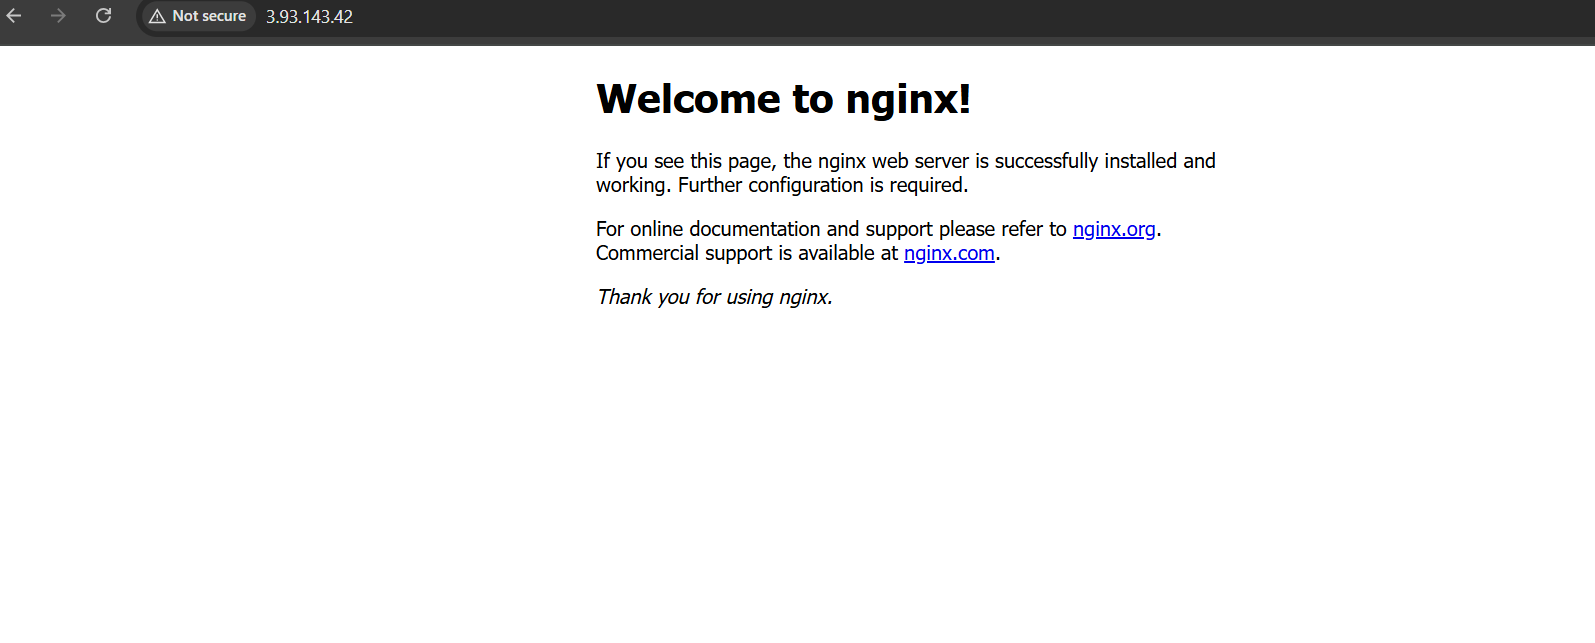 Not secure 3.93.143.42
Welcome to nginx!
If you see this page, the nginx web server is successfully installed and
working. Further configuration is required.
For online documentation and support please refer to nginx.org.
Commercial support is available at nginx.com.
Thank you for using nginx.